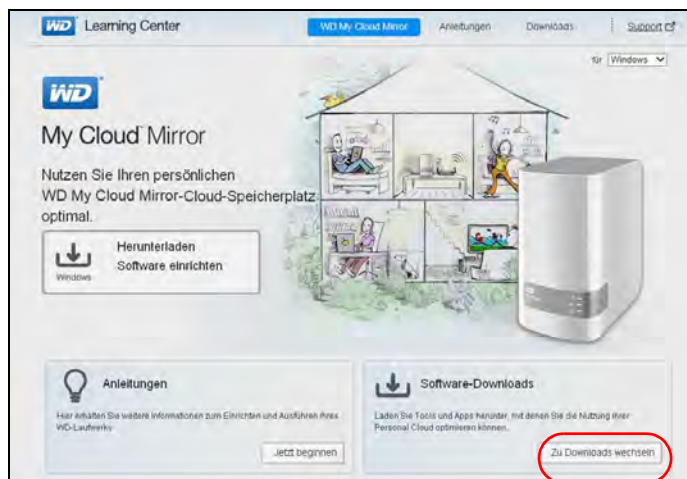 WD Learning Center
WD My Cloud Mirror
Anleitungen
Downloads
Support
für Windows
WD
My Cloud Mirror
Nutzen Sie Ihren persönlichen
WD My Cloud Mirror-Cloud-Speicherplatz
optimal.
Herunterladen
Software einrichten
Windows
Anleitungen
Hier erhalten Sie weitere Informationen zum Einrichten und Ausführen Ihres
WD-Laufwerks.
Jetzt beginnen
Software-Downloads
Laden Sie Tools und Apps herunter, mit denen Sie die Nutzung Ihrer
Personal Cloud optimieren können.
Zu Downloads wechseln